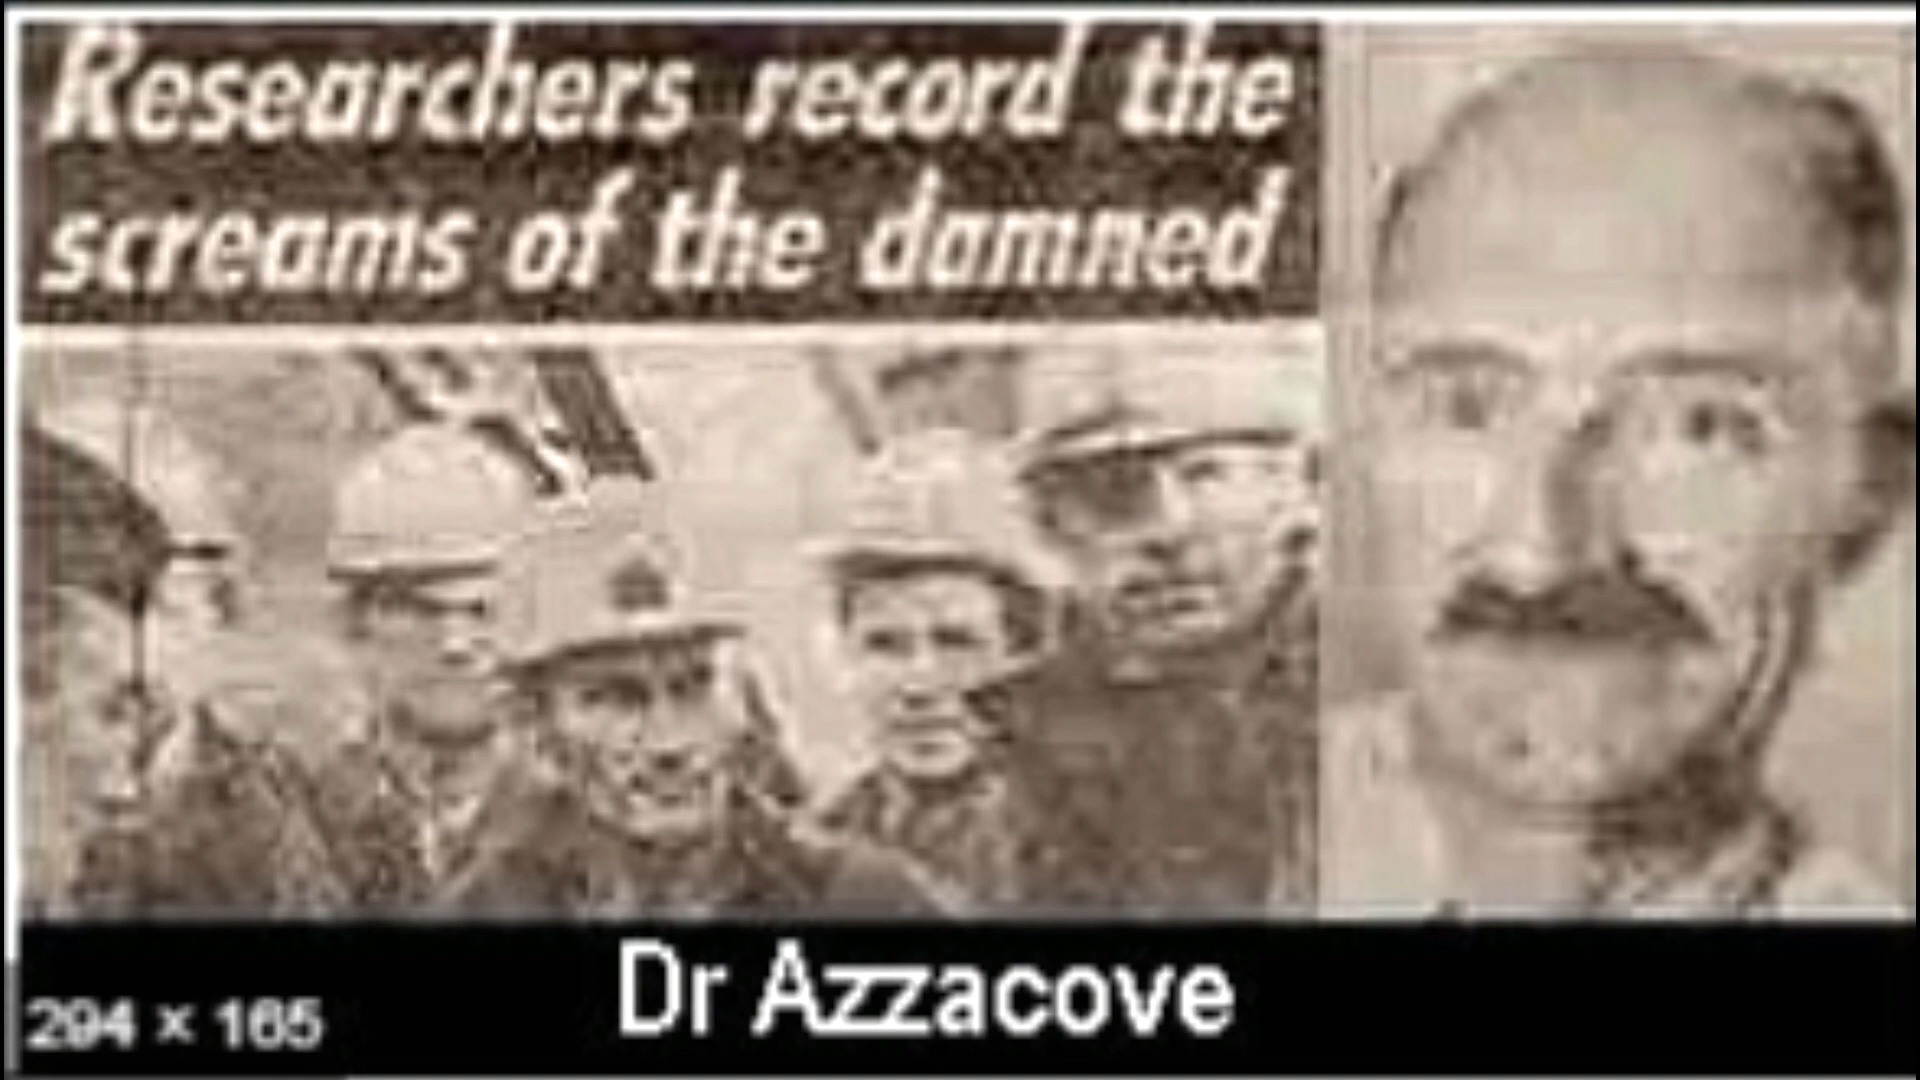 Researchers record the
screams of the damned
Dr Azzacove
294 × 165